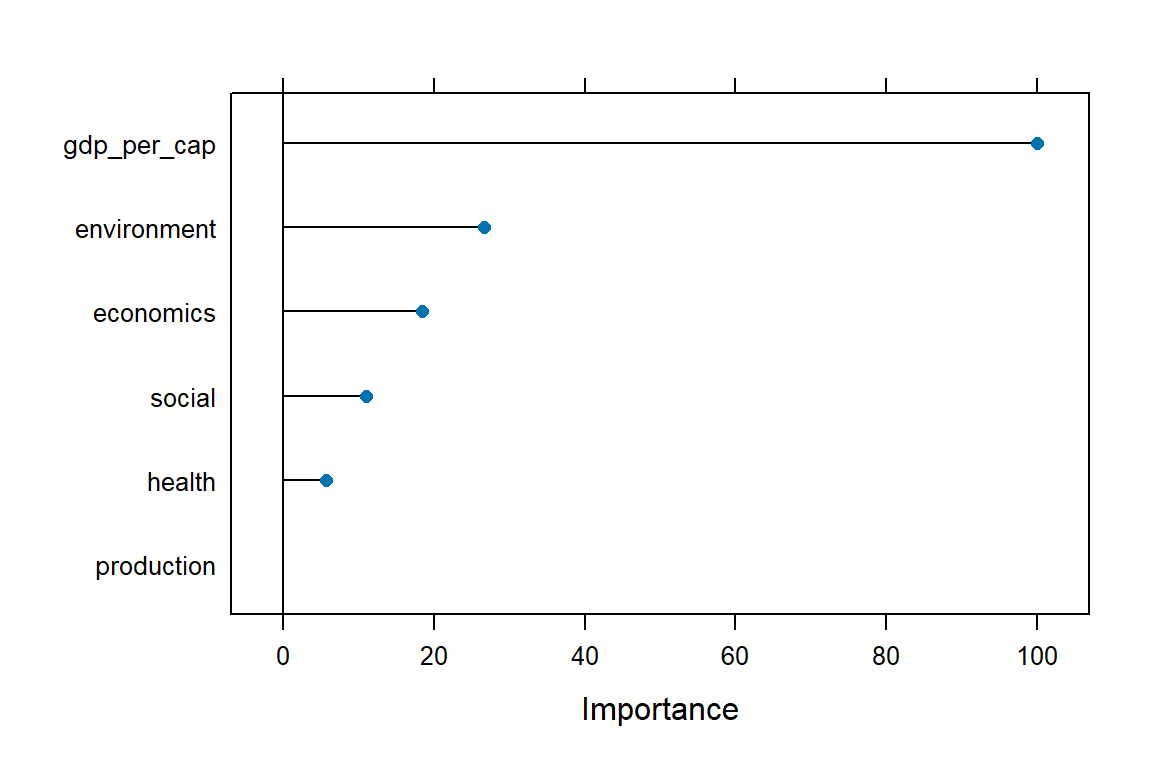 gdp_per_cap
environment
economics
social
health
production
0 20 40 60 80 100
Importance